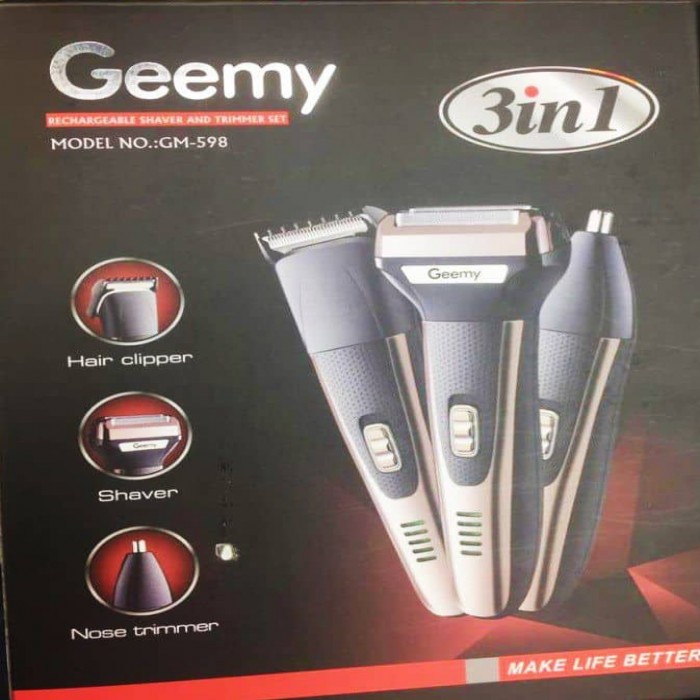 Geemy
RECHARGEABLE SHAVER AND TRIMMER SET
MODEL NO.:GM-598
3in1
Geemy
Hair clipper
Geemy
Shaver
Nose trimmer
MAKE LIFE BETTER